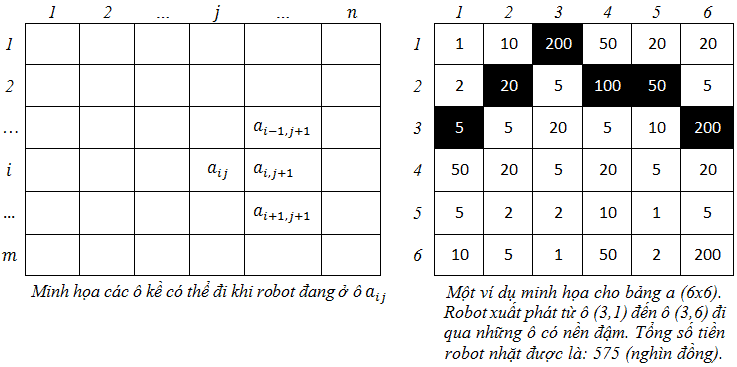 1 2 ... j ... n
1
2
... a_{i-1,j+1}
i a_{ij} a_{i,j+1}
... a_{i+1,j+1}
m
Minh họa các ô kề có thể đi khi robot đang ở ô a_{ij}
1 2 3 4 5 6
1 1 10 200 50 20 20
2 2 20 5 100 50 5
3 5 5 20 5 10 200
4 50 20 5 20 5 20
5 5 2 2 10 1 5
6 10 5 1 50 2 200
Một ví dụ minh họa cho bảng a (6x6).
Robot xuất phát từ ô (3,1) đến ô (3,6) đi
qua những ô có nền đậm. Tổng số tiền
robot nhặt được là: 575 (nghìn đồng).